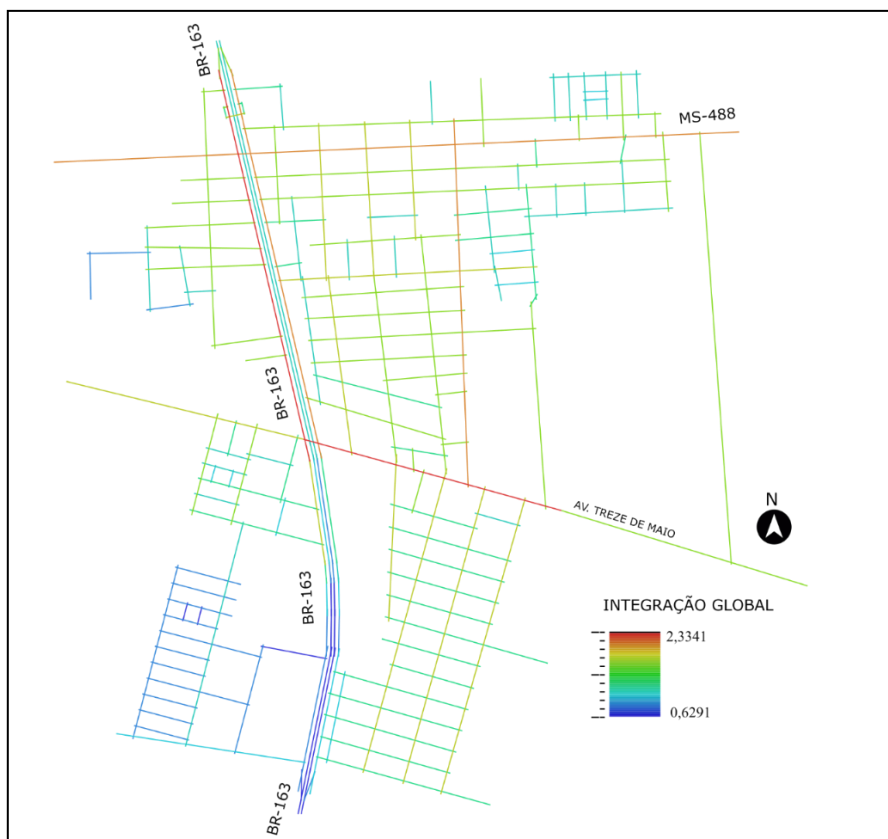 BR-163
MS-488
BR-163
AV. TREZE DE MAIO
N
BR-163
INTEGRAÇÃO GLOBAL
2,3341
0,6291
BR-163